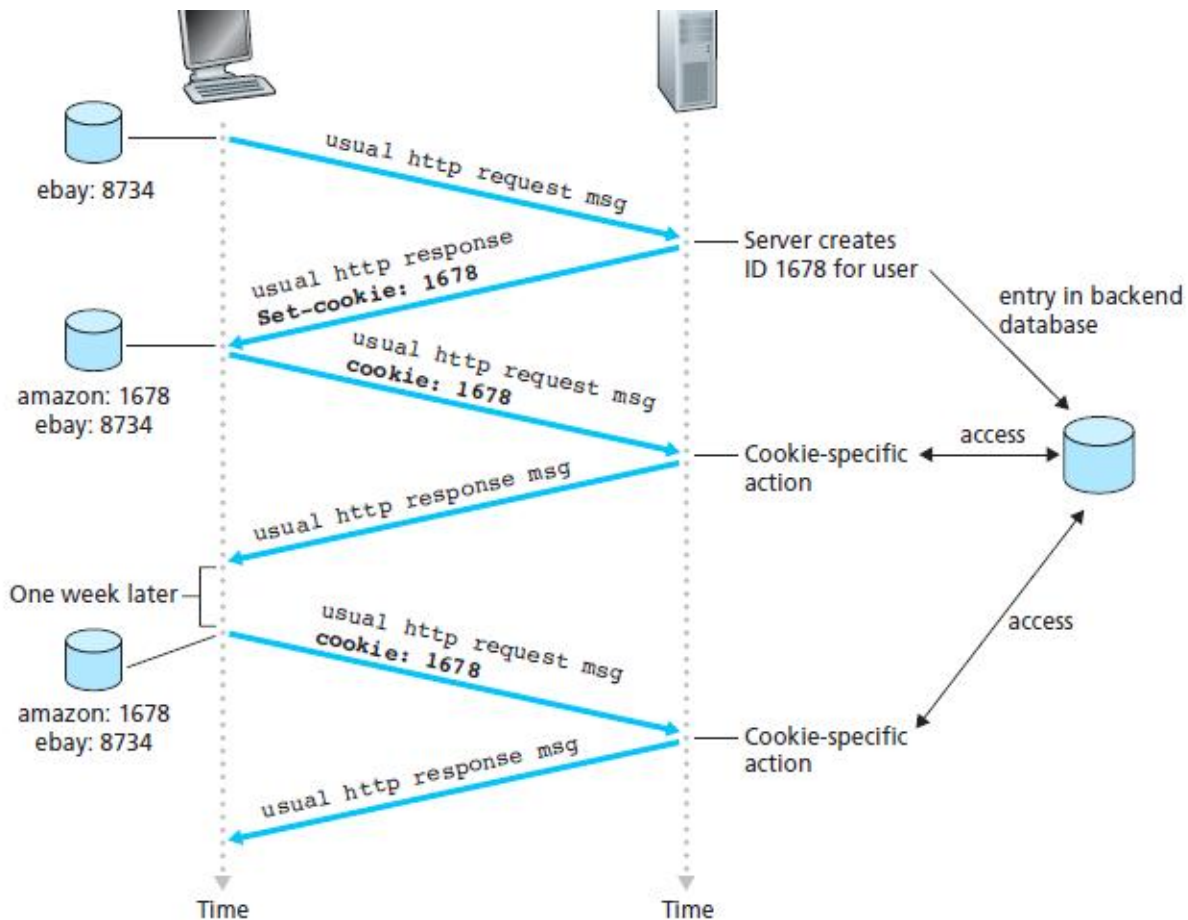 usual http request msg
ebay: 8734
Server creates
ID 1678 for user
usual http response
Set-cookie: 1678
entry in backend
database
usual http request msg
cookie: 1678
amazon: 1678
ebay: 8734
access
Cookie-specific
action
usual http response msg
One week later
usual http request msg
cookie: 1678
access
amazon: 1678
ebay: 8734
Cookie-specific
action
usual http response msg
Time
Time